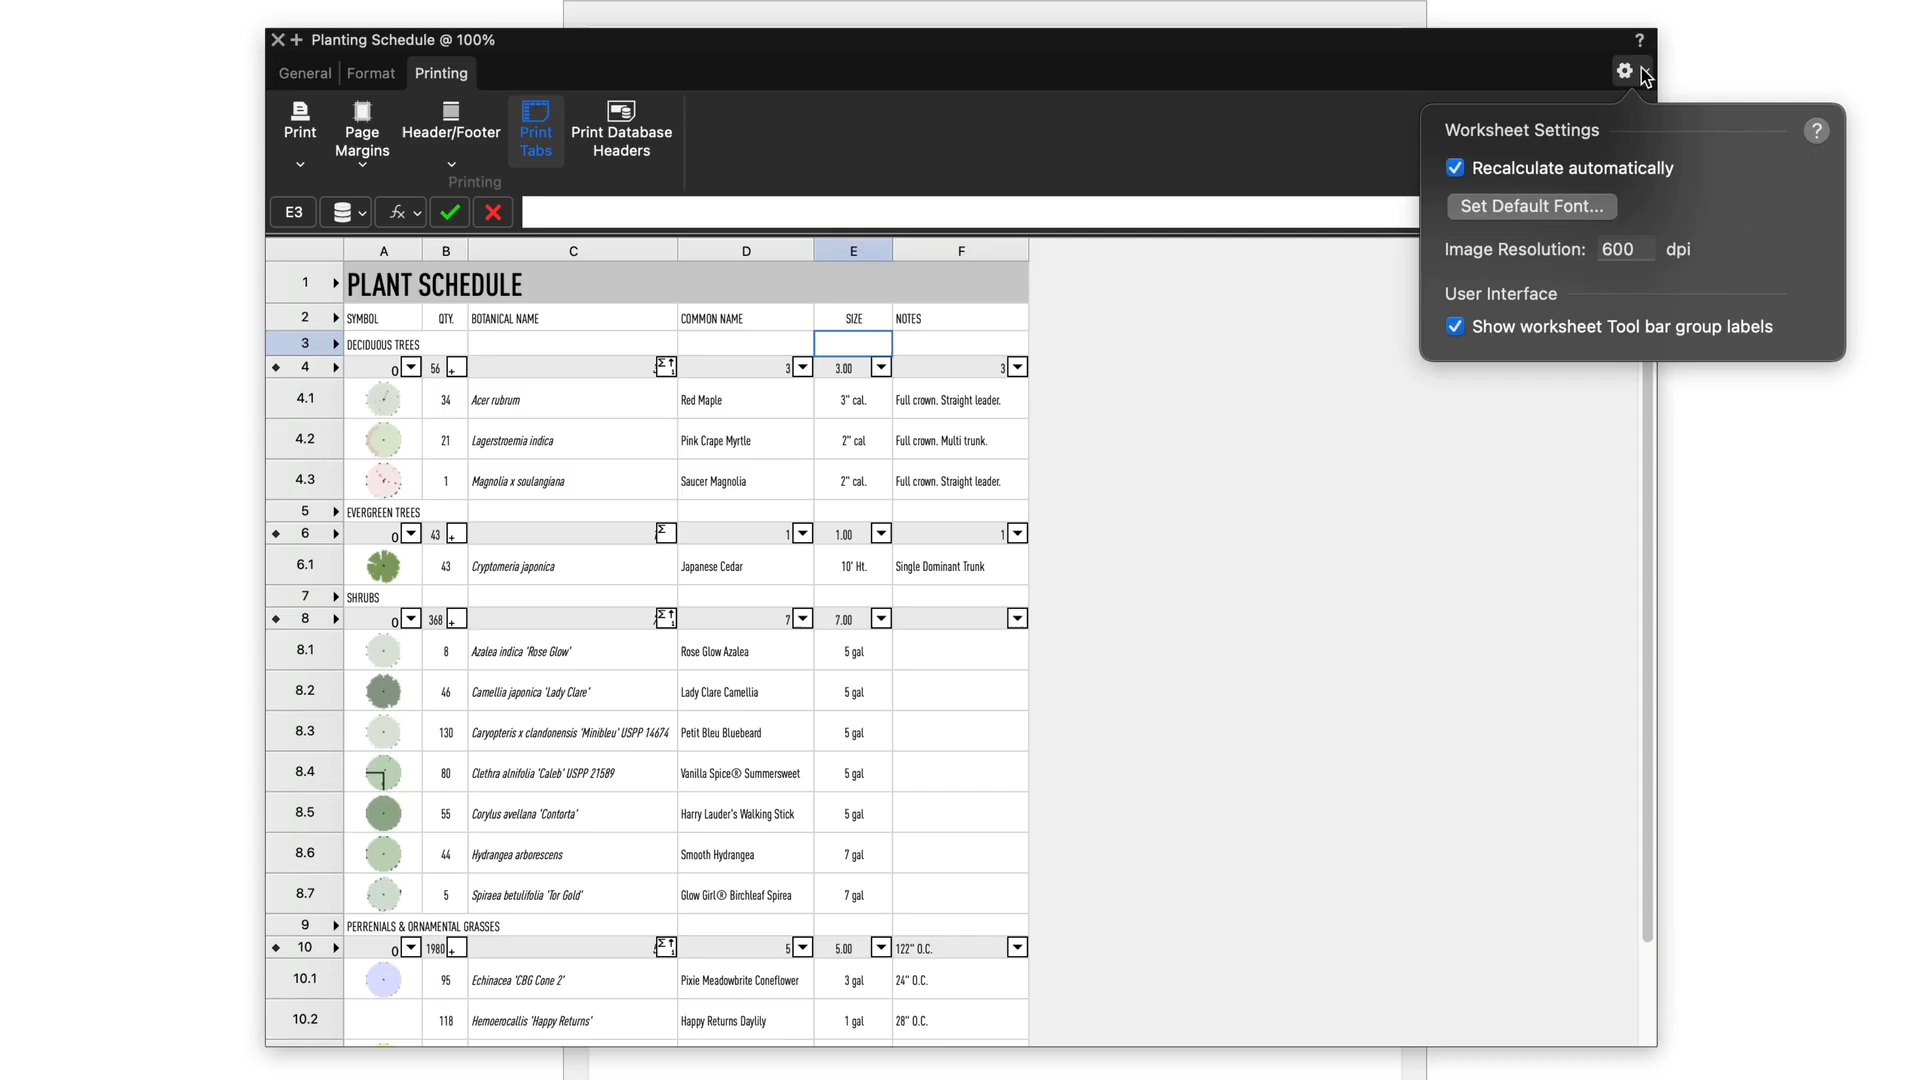 Planting Schedule @ 100%
?
General Format Printing
Print Page Margins Header/Footer Print Tabs Print Database Headers
Printing
E3 fx
Worksheet Settings ?
Recalculate automatically
Set Default Font...
Image Resolution: 600 dpi
User Interface
Show worksheet Tool bar group labels
A B C D E F
1 PLANT SCHEDULE
2 SYMBOL QTY. BOTANICAL NAME COMMON NAME SIZE NOTES
3 DECIDUOUS TREES
4 0 56 3 3.00 3
4.1 34 Acer rubrum Red Maple 3" cal. Full crown. Straight leader.
4.2 21 Lagerstroemia indica Pink Crape Myrtle 2" cal Full crown. Multi trunk.
4.3 1 Magnolia x soulangiana Saucer Magnolia 2" cal. Full crown. Straight leader.
5 EVERGREEN TREES
6 0 43 1 1.00 1
6.1 43 Cryptomeria japonica Japanese Cedar 10' Ht. Single Dominant Trunk
7 SHRUBS
8 0 368 7 7.00
8.1 8 Azalea indica 'Rose Glow' Rose Glow Azalea 5 gal
8.2 46 Camellia japonica 'Lady Clare' Lady Clare Camellia 5 gal
8.3 130 Caryopteris x clandonensis 'Minibleu' USPP 14674 Petit Bleu Bluebeard 5 gal
8.4 80 Clethra alnifolia 'Caleb' USPP 21589 Vanilla Spice® Summersweet 5 gal
8.5 55 Corylus avellana 'Contorta' Harry Lauder's Walking Stick 5 gal
8.6 44 Hydrangea arborescens Smooth Hydrangea 7 gal
8.7 5 Spiraea betulifolia 'Tor Gold' Glow Girl® Birchleaf Spirea 7 gal
9 PERRENIALS & ORNAMENTAL GRASSES
10 0 1980 5 5.00 122" O.C.
10.1 95 Echinacea 'CBG Cone 2' Pixie Meadowbrite Coneflower 3 gal 24" O.C.
10.2 118 Hemoerocallis 'Happy Returns' Happy Returns Daylily 1 gal 28" O.C.